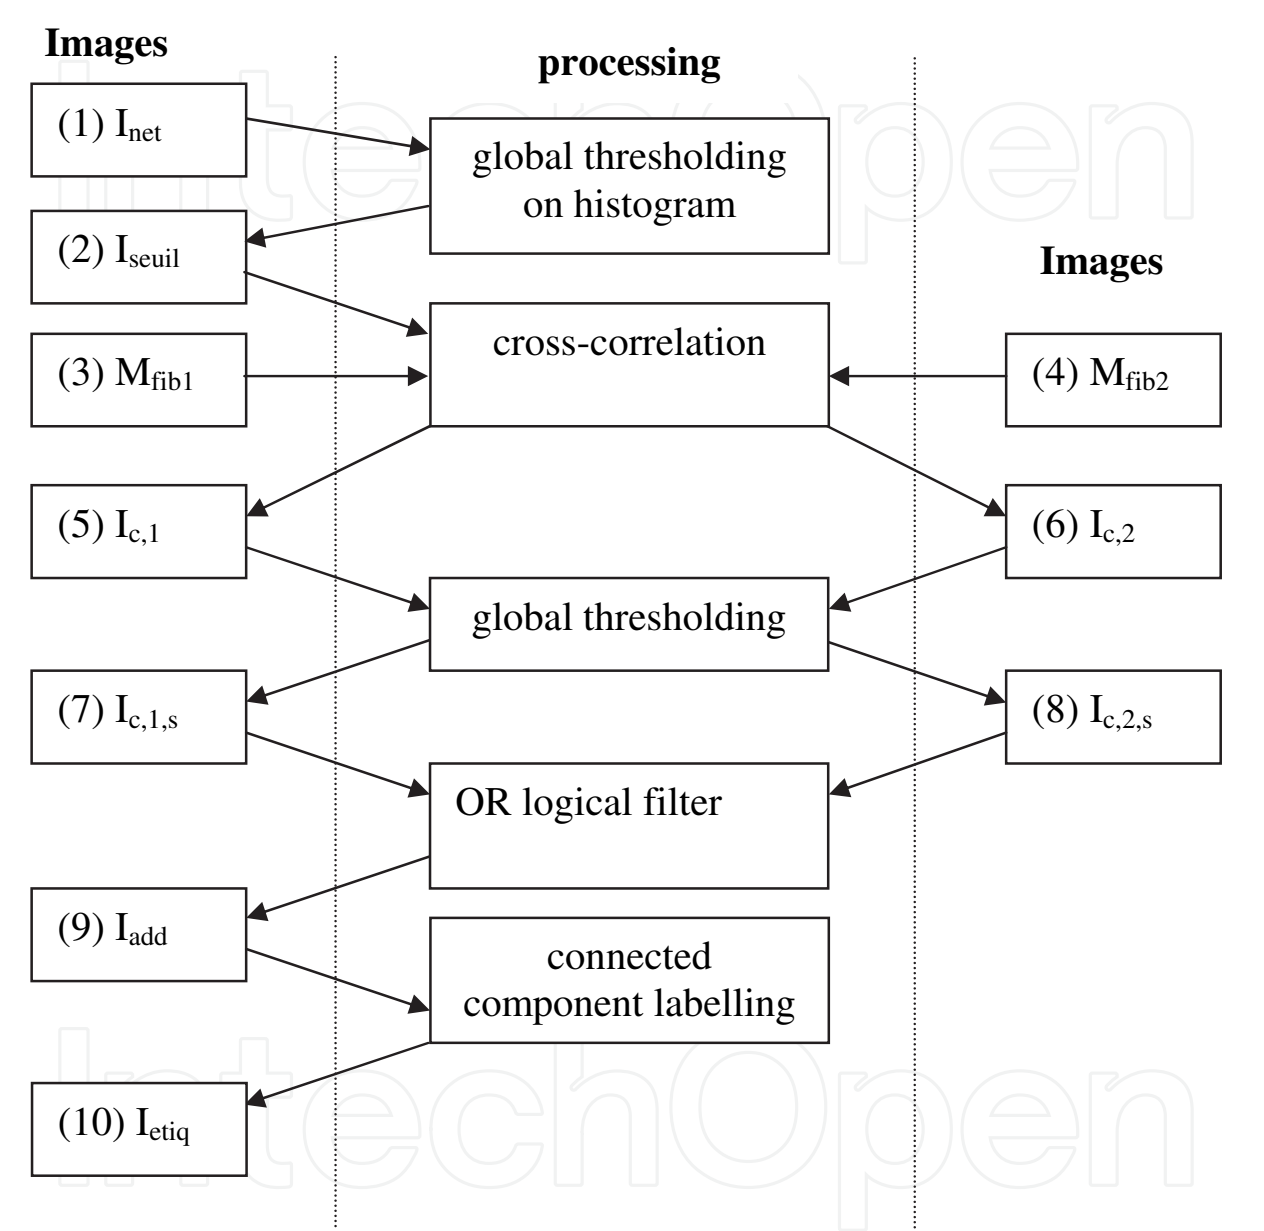 Images
processing
(1) Inet
global thresholding
on histogram
(2) Iseuil
Images
cross-correlation
(3) Mfib1
(4) Mfib2
(5) Ic,1
(6) Ic,2
global thresholding
(7) Ic,1,s
(8) Ic,2,s
OR logical filter
(9) Iadd
connected
component labelling
(10) Ietiq
IntechOpen
IntechOpen